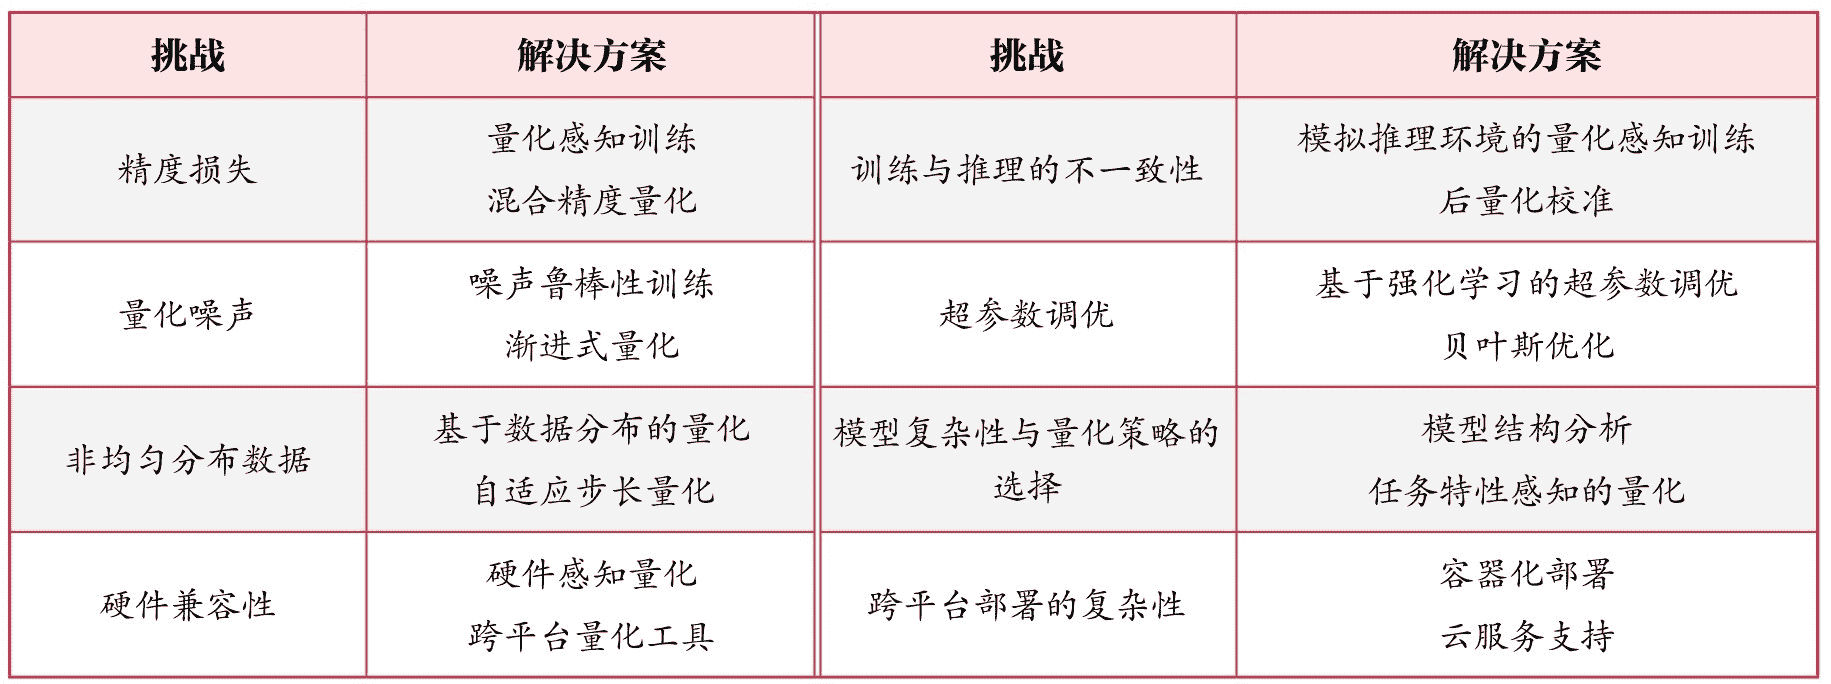 挑战
解决方案
挑战
解决方案
精度损失
量化感知训练
混合精度量化
训练与推理的不一致性
模拟推理环境的量化感知训练
后量化校准
量化噪声
噪声鲁棒性训练
渐进式量化
超参数调优
基于强化学习的超参数调优
贝叶斯优化
非均匀分布数据
基于数据分布的量化
自适应步长量化
模型复杂性与量化策略的
选择
模型结构分析
任务特性感知的量化
硬件兼容性
硬件感知量化
跨平台量化工具
跨平台部署的复杂性
容器化部署
云服务支持